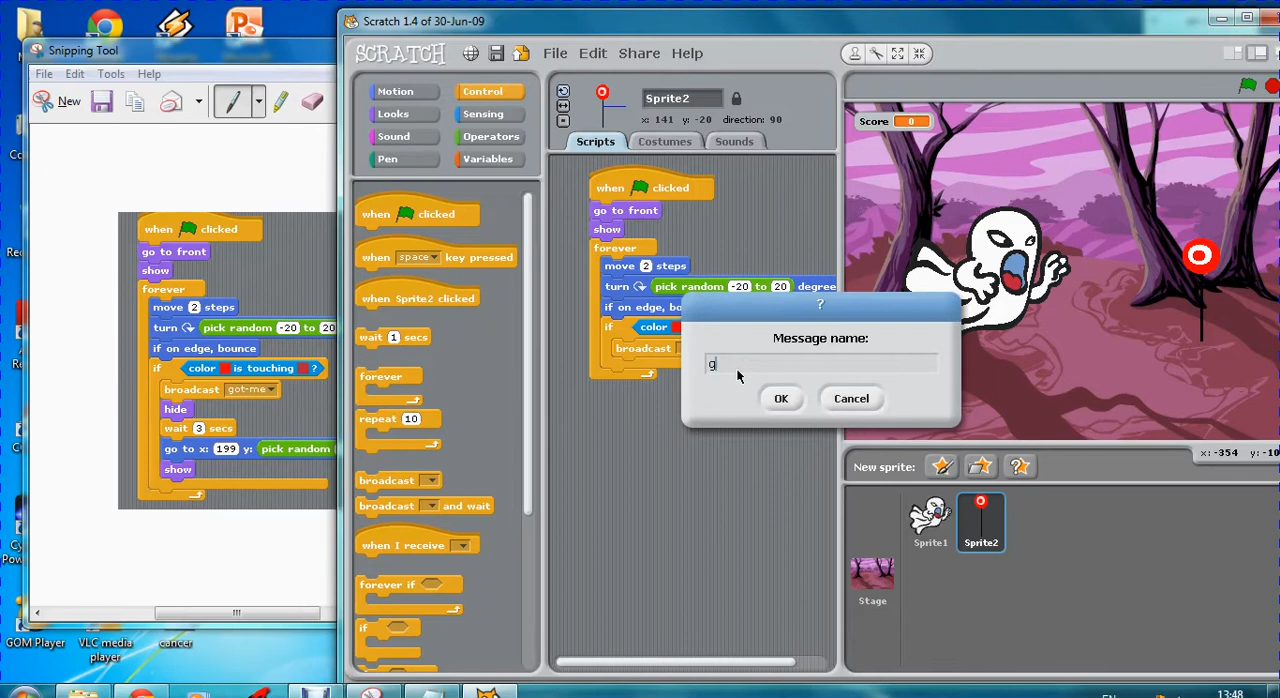 Scratch 1.4 of 30-Jun-09
Snipping Tool
File Edit Tools Help
New
SCRATCH
File Edit Share Help
Motion Control
Looks Sensing
Sound Operators
Pen Variables
Sprite2
x: 141 y: -20 direction: 90
Scripts Costumes Sounds
Score 0
when clicked
go to front
show
forever
move 2 steps
turn pick random -20 to 20
if on edge, bounce
if color is touching ?
broadcast got-me
hide
wait 3 secs
go to x: 199 y: pick random
show
when clicked
when space key pressed
when Sprite2 clicked
wait 1 secs
forever
repeat 10
broadcast
broadcast and wait
when I receive
forever if
if
when clicked
go to front
show
forever
move 2 steps
turn pick random -20 to 20 degree
if on edge, bo
if color
broadcast
?
Message name:
g
OK Cancel
x: -354 y: -10
New sprite:
Sprite1 Sprite2
Stage
GOM Player
VLC media
player
cancer
Power
13:48